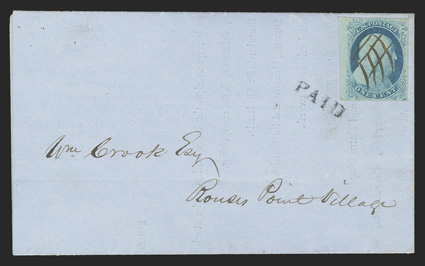 U.S. POSTAGE
ONE CENT
PAID
Wm Crook Esq
Rouses Point Village